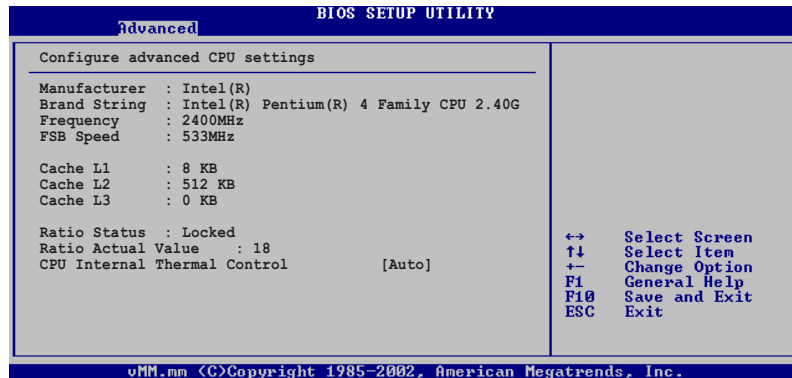 BIOS SETUP UTILITY
Advanced
Configure advanced CPU settings
Manufacturer : Intel(R)
Brand String : Intel(R) Pentium(R) 4 Family CPU 2.40G
Frequency : 2400MHz
FSB Speed : 533MHz
Cache L1 : 8 KB
Cache L2 : 512 KB
Cache L3 : 0 KB
Ratio Status : Locked
Ratio Actual Value : 18
CPU Internal Thermal Control [Auto]
←→ Select Screen
↑↓ Select Item
+- Change Option
F1 General Help
F10 Save and Exit
ESC Exit
vMM.mm (C)Copyright 1985-2002, American Megatrends, Inc.